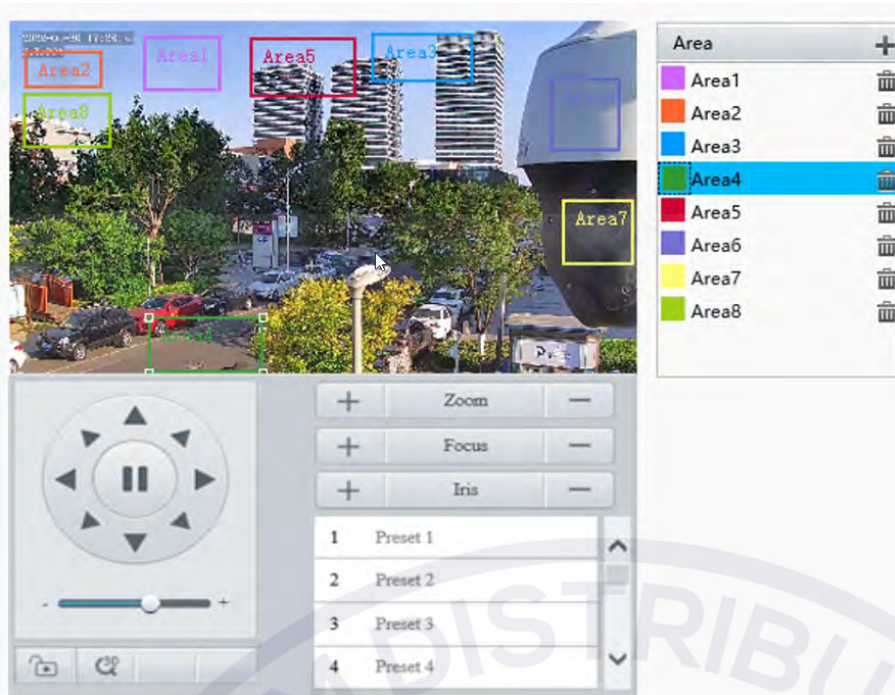 Area2
Area1
Area5
Area3
Area8
Area7
Area4
Area
Area1
Area2
Area3
Area4
Area5
Area6
Area7
Area8
Zoom
Focus
Iris
1 Preset 1
2 Preset 2
3 Preset 3
4 Preset 4
- +
3D
DISTRIBU